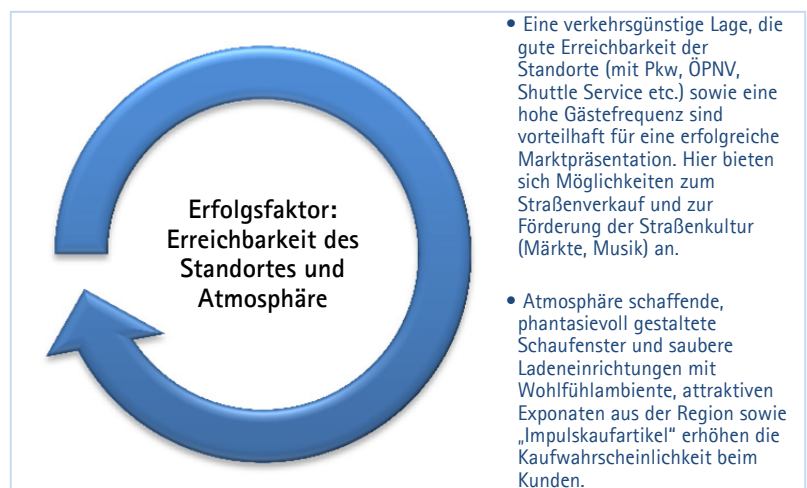 Erfolgsfaktor:
Erreichbarkeit des
Standortes und
Atmosphäre
• Eine verkehrsgünstige Lage, die
gute Erreichbarkeit der
Standorte (mit Pkw, ÖPNV,
Shuttle Service etc.) sowie eine
hohe Gästefrequenz sind
vorteilhaft für eine erfolgreiche
Marktpräsentation. Hier bieten
sich Möglichkeiten zum
Straßenverkauf und zur
Förderung der Straßenkultur
(Märkte, Musik) an.
• Atmosphäre schaffende,
phantasievoll gestaltete
Schaufenster und saubere
Ladeneinrichtungen mit
Wohlfühlambiente, attraktiven
Exponaten aus der Region sowie
„Impulskaufartikel“ erhöhen die
Kaufwahrscheinlichkeit beim
Kunden.